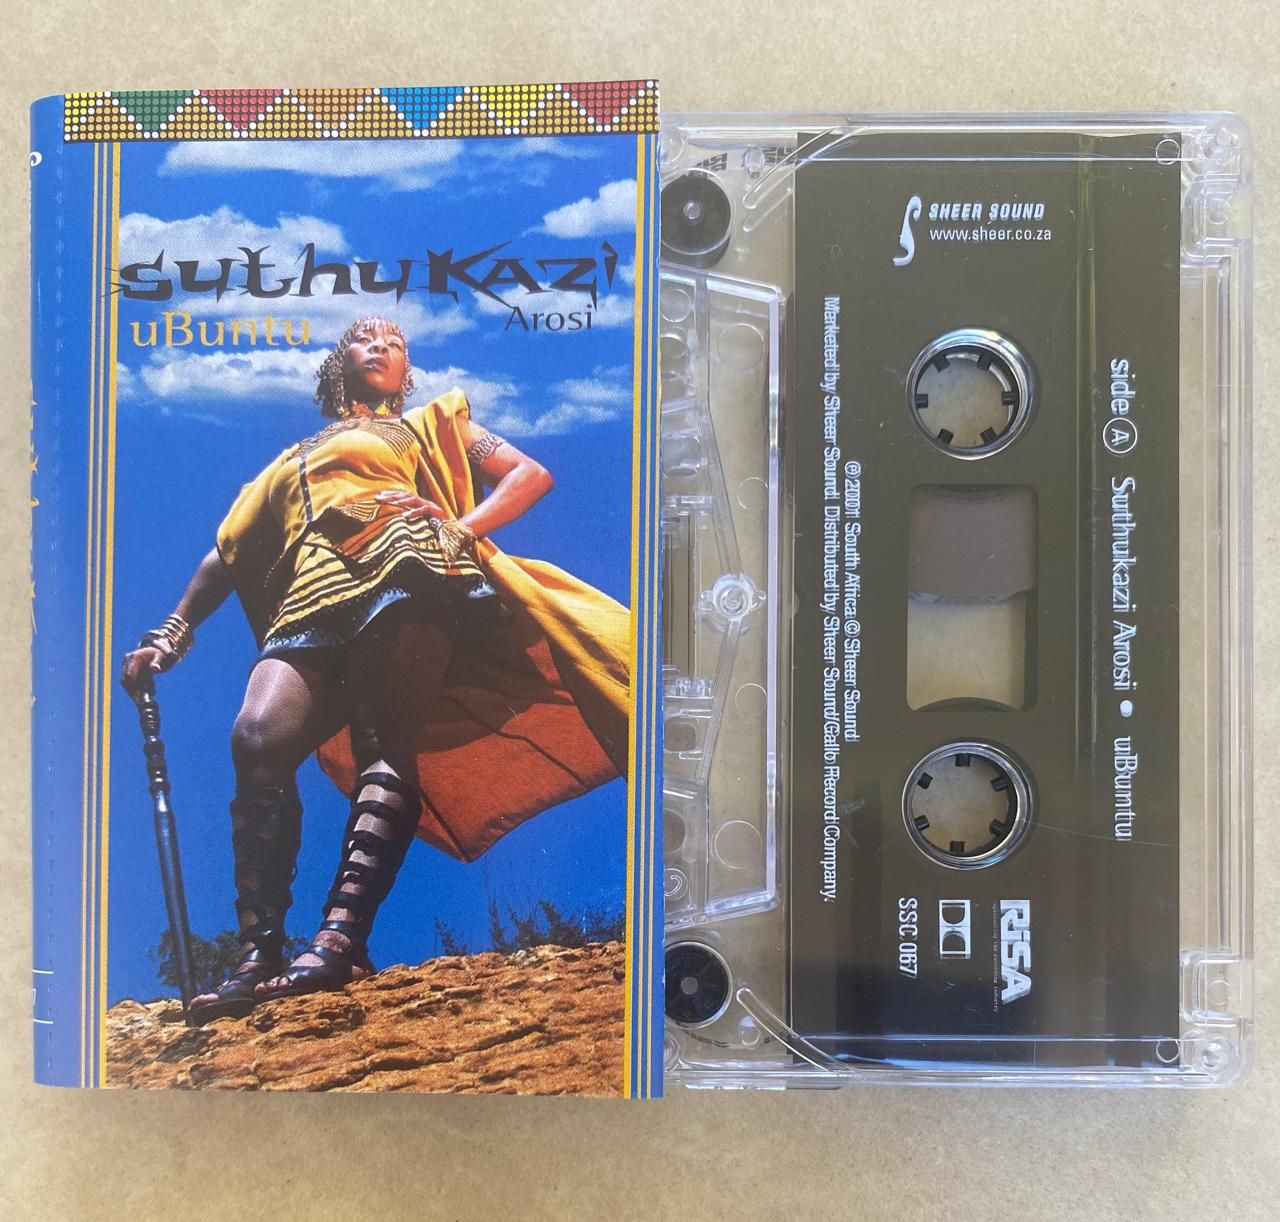 suthuKAZi
Arosi
uBuntu
SHEER SOUND
www.sheer.co.za
side A Suthukazi Arosi • uBuntu
℗ 2001 South Africa © Sheer Sound
Marketed by Sheer Sound. Distributed by Sheer Sound/Gallo Record Company.
RiSA
SSC 067